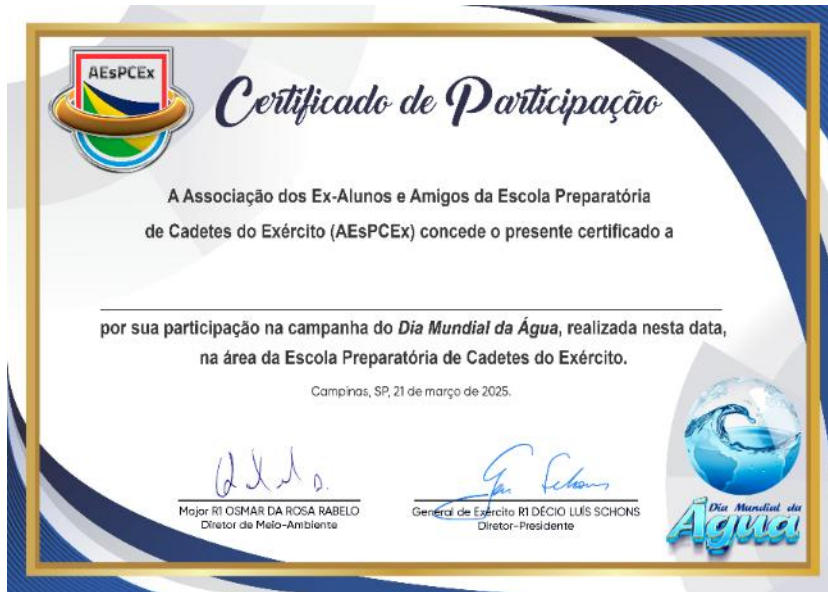 AEsPCEx
Certificado de Participação
A Associação dos Ex-Alunos e Amigos da Escola Preparatória
de Cadetes do Exército (AEsPCEx) concede o presente certificado a
por sua participação na campanha do Dia Mundial da Água, realizada nesta data,
na área da Escola Preparatória de Cadetes do Exército.
Campinas, SP, 21 de março de 2025.
Major R1 OSMAR DA ROSA RABELO
Diretor de Meio-Ambiente
Gen Schons
General de Exército R1 DÉCIO LUÍS SCHONS
Diretor-Presidente
Dia Mundial da
Água